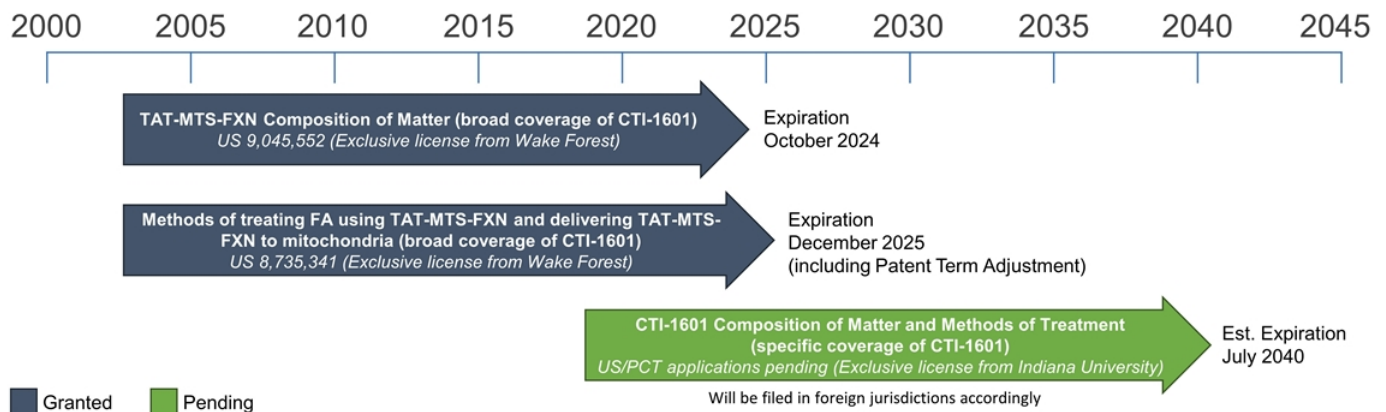 2000 2005 2010 2015 2020 2025 2030 2035 2040 2045
TAT-MTS-FXN Composition of Matter (broad coverage of CTI-1601)
US 9,045,552 (Exclusive license from Wake Forest)
Expiration
October 2024
Methods of treating FA using TAT-MTS-FXN and delivering TAT-MTS-
FXN to mitochondria (broad coverage of CTI-1601)
US 8,735,341 (Exclusive license from Wake Forest)
Expiration
December 2025
(including Patent Term Adjustment)
CTI-1601 Composition of Matter and Methods of Treatment
(specific coverage of CTI-1601)
US/PCT applications pending (Exclusive license from Indiana University)
Est. Expiration
July 2040
Will be filed in foreign jurisdictions accordingly
Granted
Pending